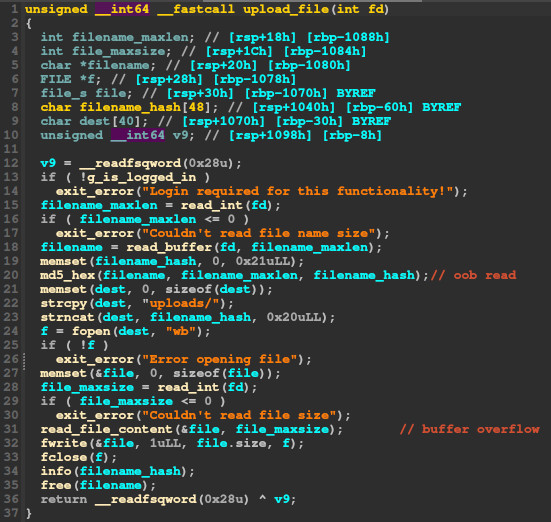 1 unsigned __int64 __fastcall upload_file(int fd)
2 {
3 int filename_maxlen; // [rsp+18h] [rbp-1088h]
4 int file_maxsize; // [rsp+1Ch] [rbp-1084h]
5 char *filename; // [rsp+20h] [rbp-1080h]
6 FILE *f; // [rsp+28h] [rbp-1078h]
7 file_s file; // [rsp+30h] [rbp-1070h] BYREF
8 char filename_hash[48]; // [rsp+1040h] [rbp-60h] BYREF
9 char dest[40]; // [rsp+1070h] [rbp-30h] BYREF
10 unsigned __int64 v9; // [rsp+1098h] [rbp-8h]
11
12 v9 = __readfsqword(0x28u);
13 if ( !g_is_logged_in )
14 exit_error("Login required for this functionality!");
15 filename_maxlen = read_int(fd);
16 if ( filename_maxlen <= 0 )
17 exit_error("Couldn't read file name size");
18 filename = read_buffer(fd, filename_maxlen);
19 memset(filename_hash, 0, 0x21uLL);
20 md5_hex(filename, filename_maxlen, filename_hash);// oob read
21 memset(dest, 0, sizeof(dest));
22 strcpy(dest, "uploads/");
23 strncat(dest, filename_hash, 0x20uLL);
24 f = fopen(dest, "wb");
25 if ( !f )
26 exit_error("Error opening file");
27 memset(&file, 0, sizeof(file));
28 file_maxsize = read_int(fd);
29 if ( file_maxsize <= 0 )
30 exit_error("Couldn't read file size");
31 read_file_content(&file, file_maxsize); // buffer overflow
32 fwrite(&file, 1uLL, file.size, f);
33 fclose(f);
34 info(filename_hash);
35 free(filename);
36 return __readfsqword(0x28u) ^ v9;
37 }